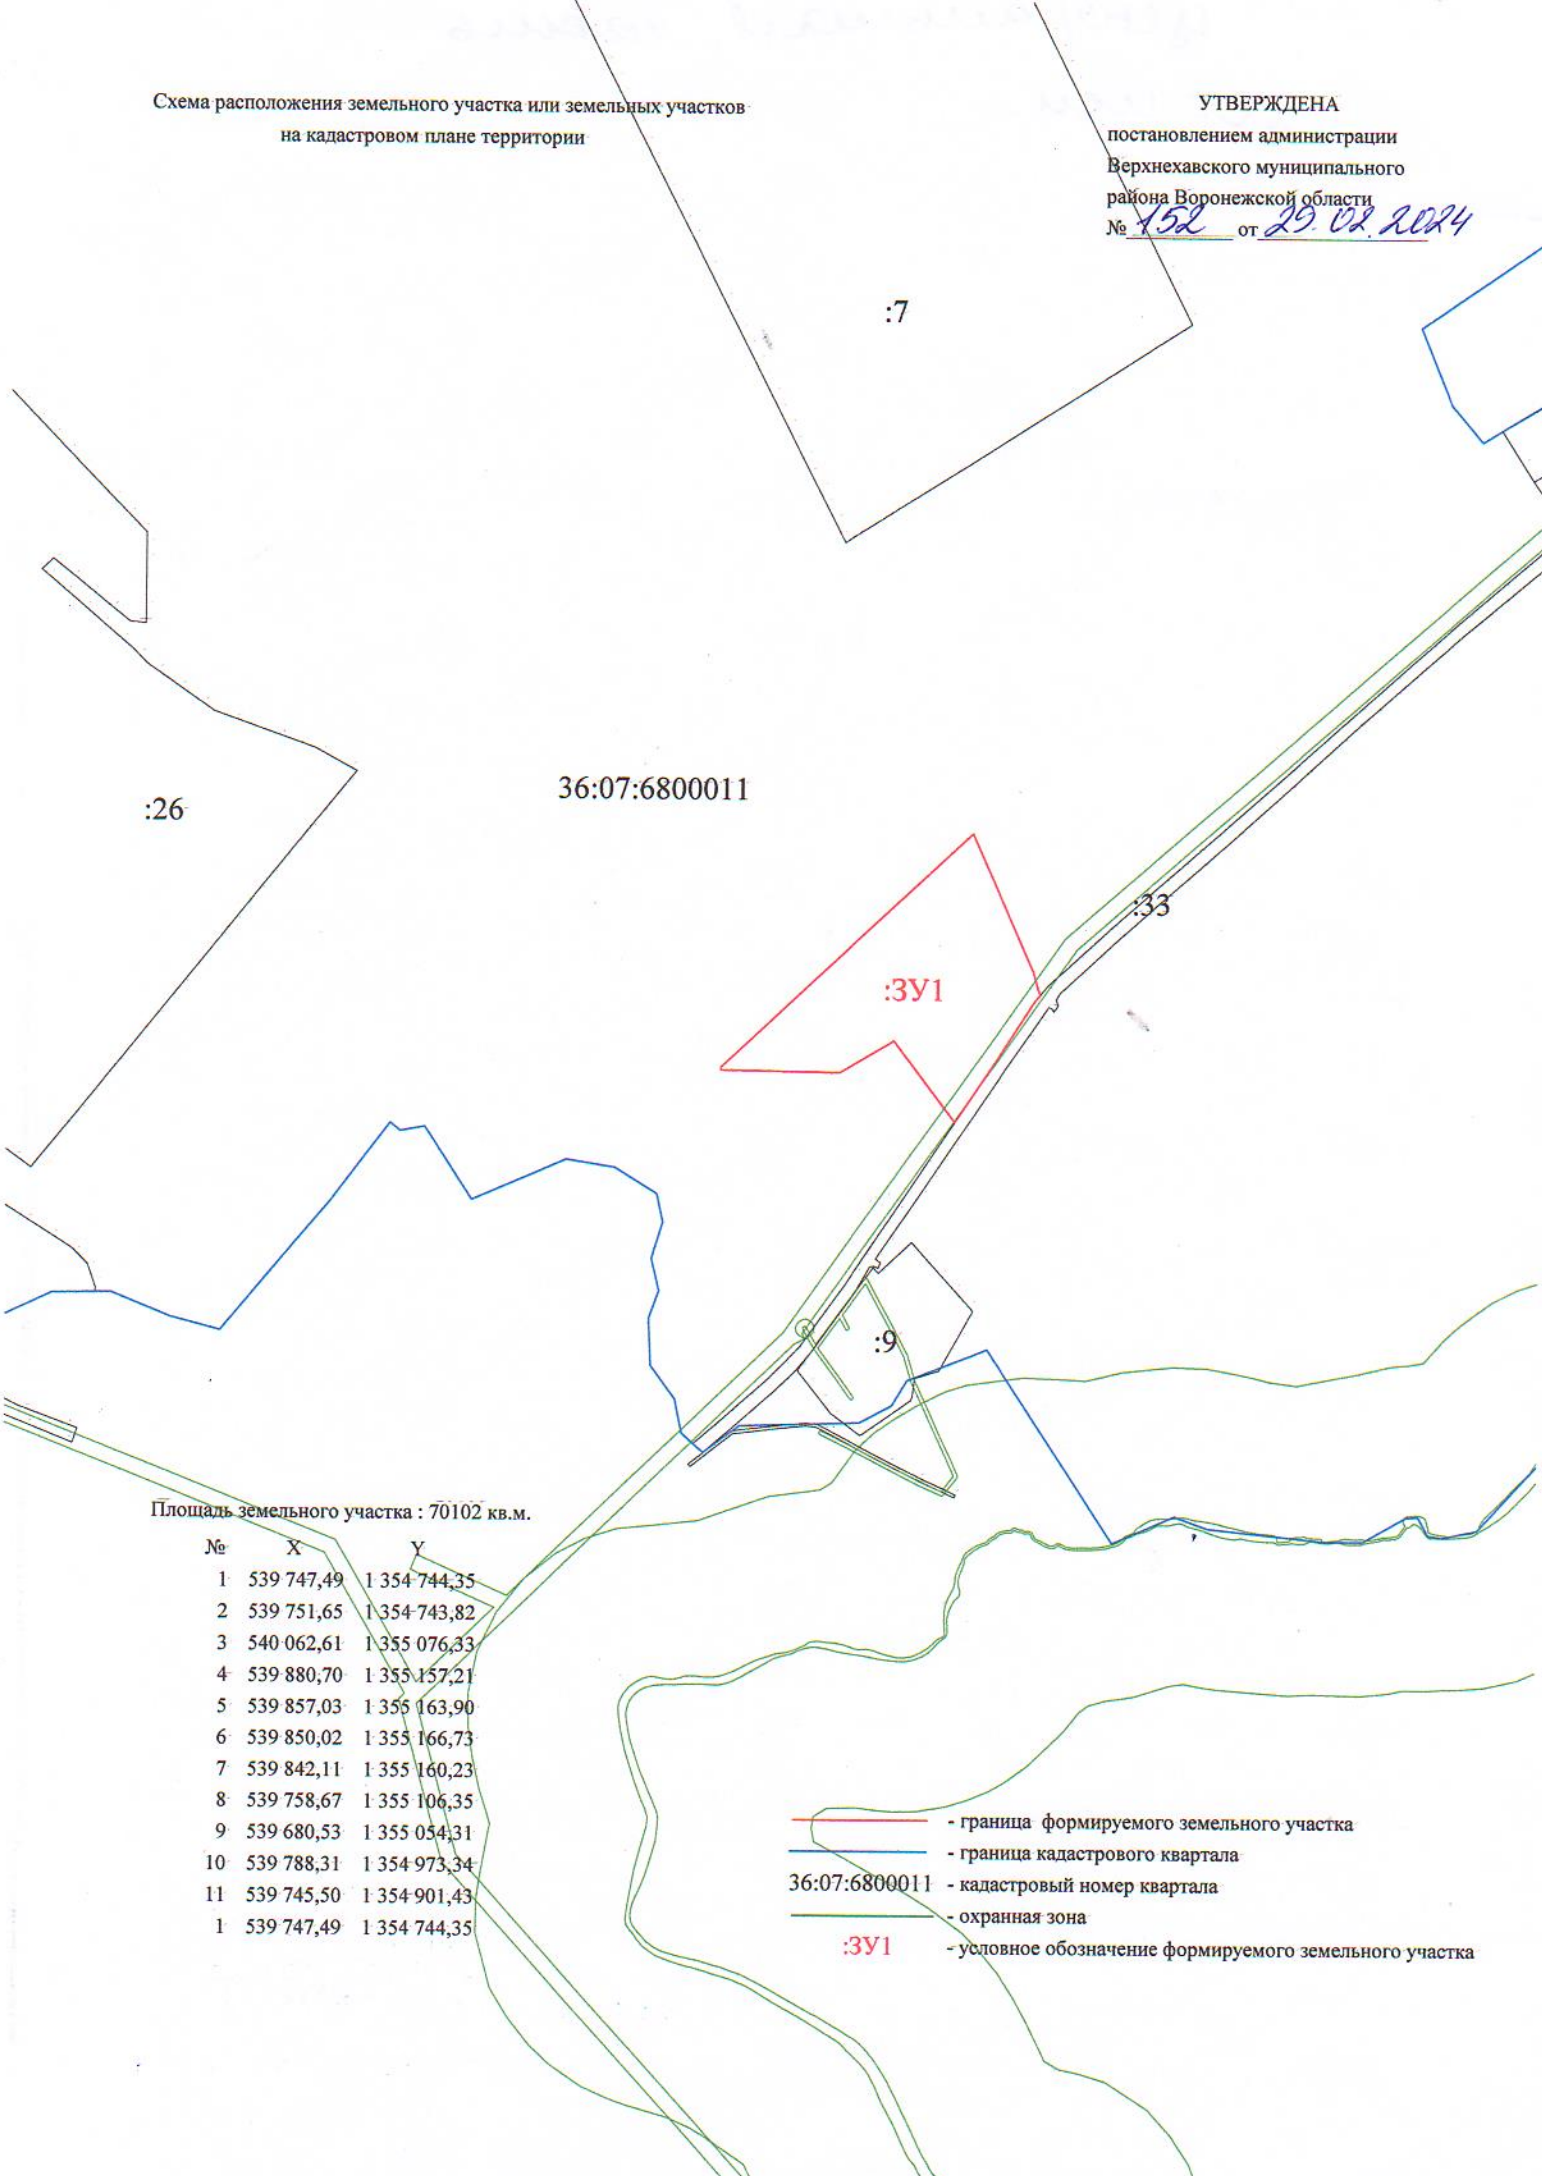 Схема расположения земельного участка или земельных участков
на кадастровом плане территории
УТВЕРЖДЕНА
постановлением администрации
Верхнехавского муниципального
района Воронежской области
№ 152 от 29.02.2024
:7
:26
36:07:6800011
:33
:ЗУ1
:9
Площадь земельного участка : 70102 кв.м.
№ X Y
1 539 747,49 1 354 744,35
2 539 751,65 1 354 743,82
3 540 062,61 1 355 076,33
4 539 880,70 1 355 157,21
5 539 857,03 1 355 163,90
6 539 850,02 1 355 166,73
7 539 842,11 1 355 160,23
8 539 758,67 1 355 106,35
9 539 680,53 1 355 054,31
10 539 788,31 1 354 973,34
11 539 745,50 1 354 901,43
1 539 747,49 1 354 744,35
- граница формируемого земельного участка
- граница кадастрового квартала
36:07:6800011 - кадастровый номер квартала
- охранная зона
:ЗУ1 - условное обозначение формируемого земельного участка